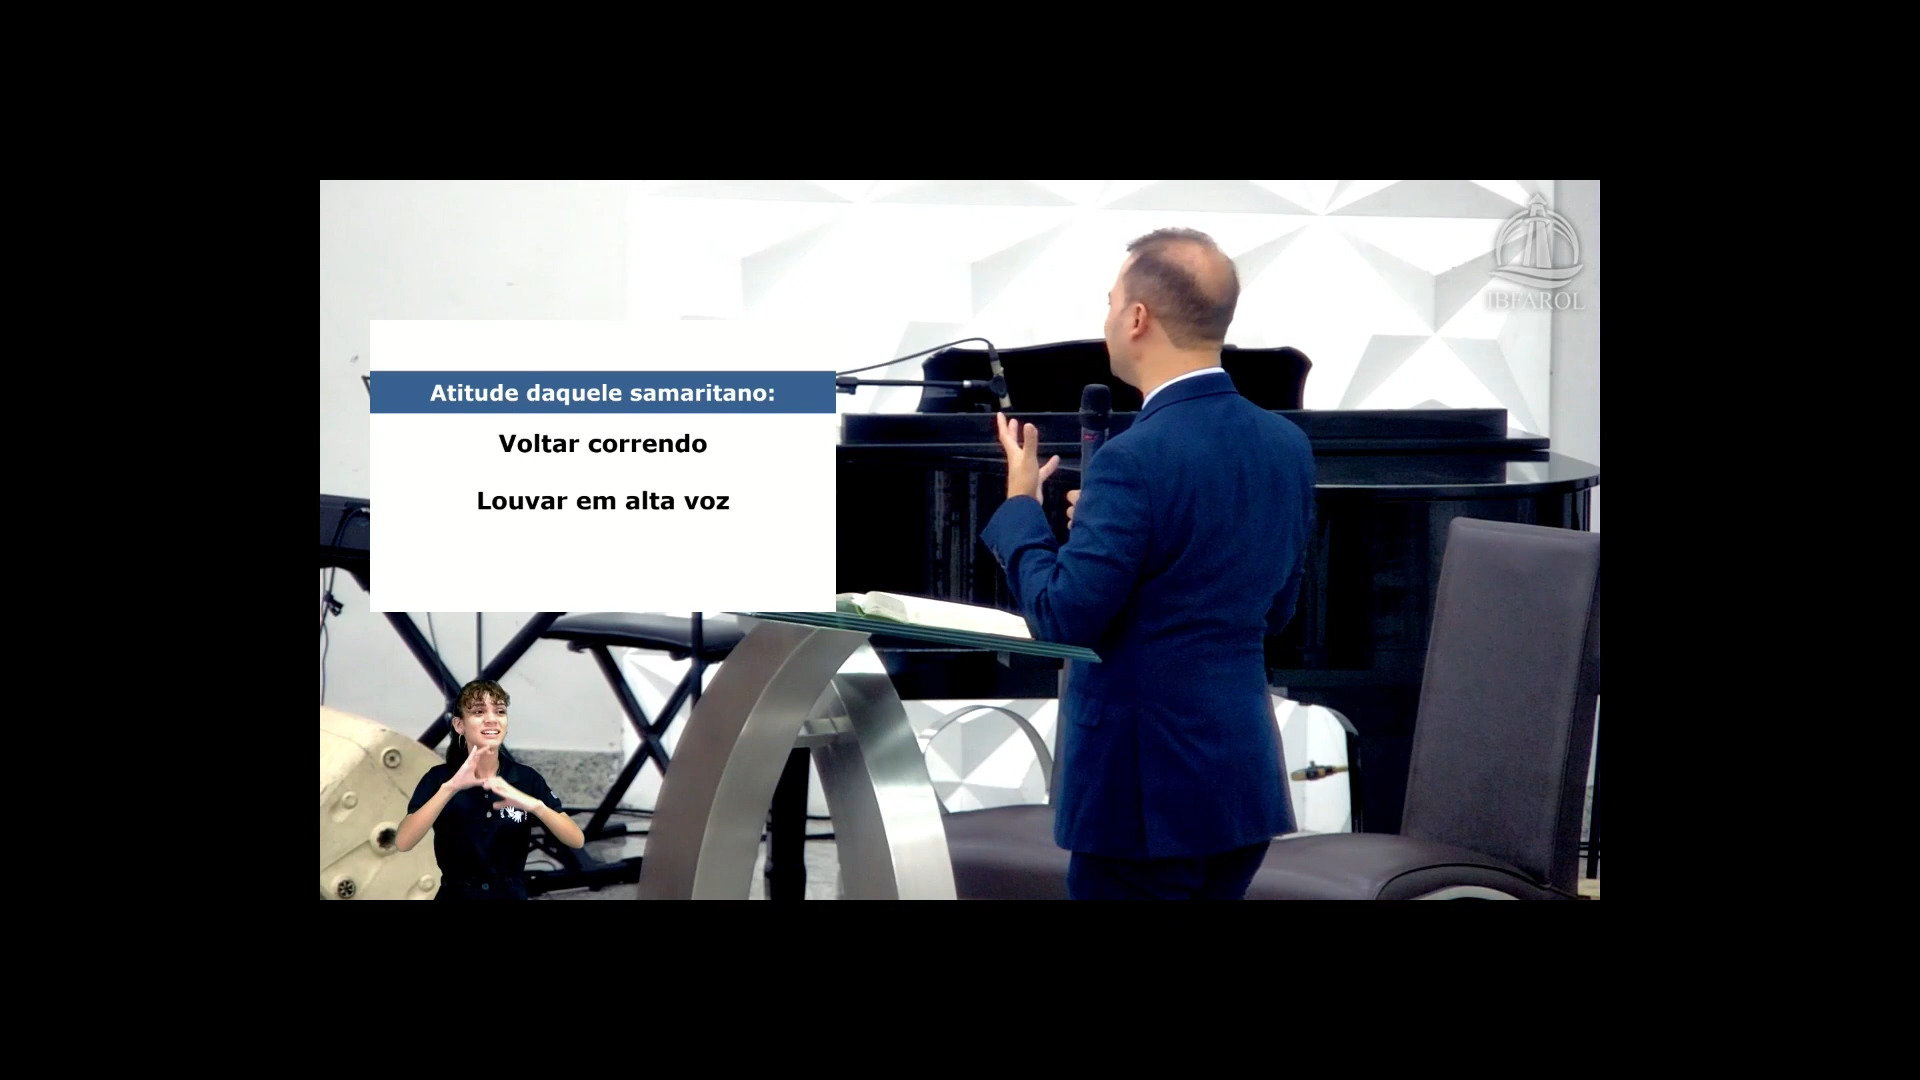 IBFAROL
Atitude daquele samaritano:
Voltar correndo
Louvar em alta voz